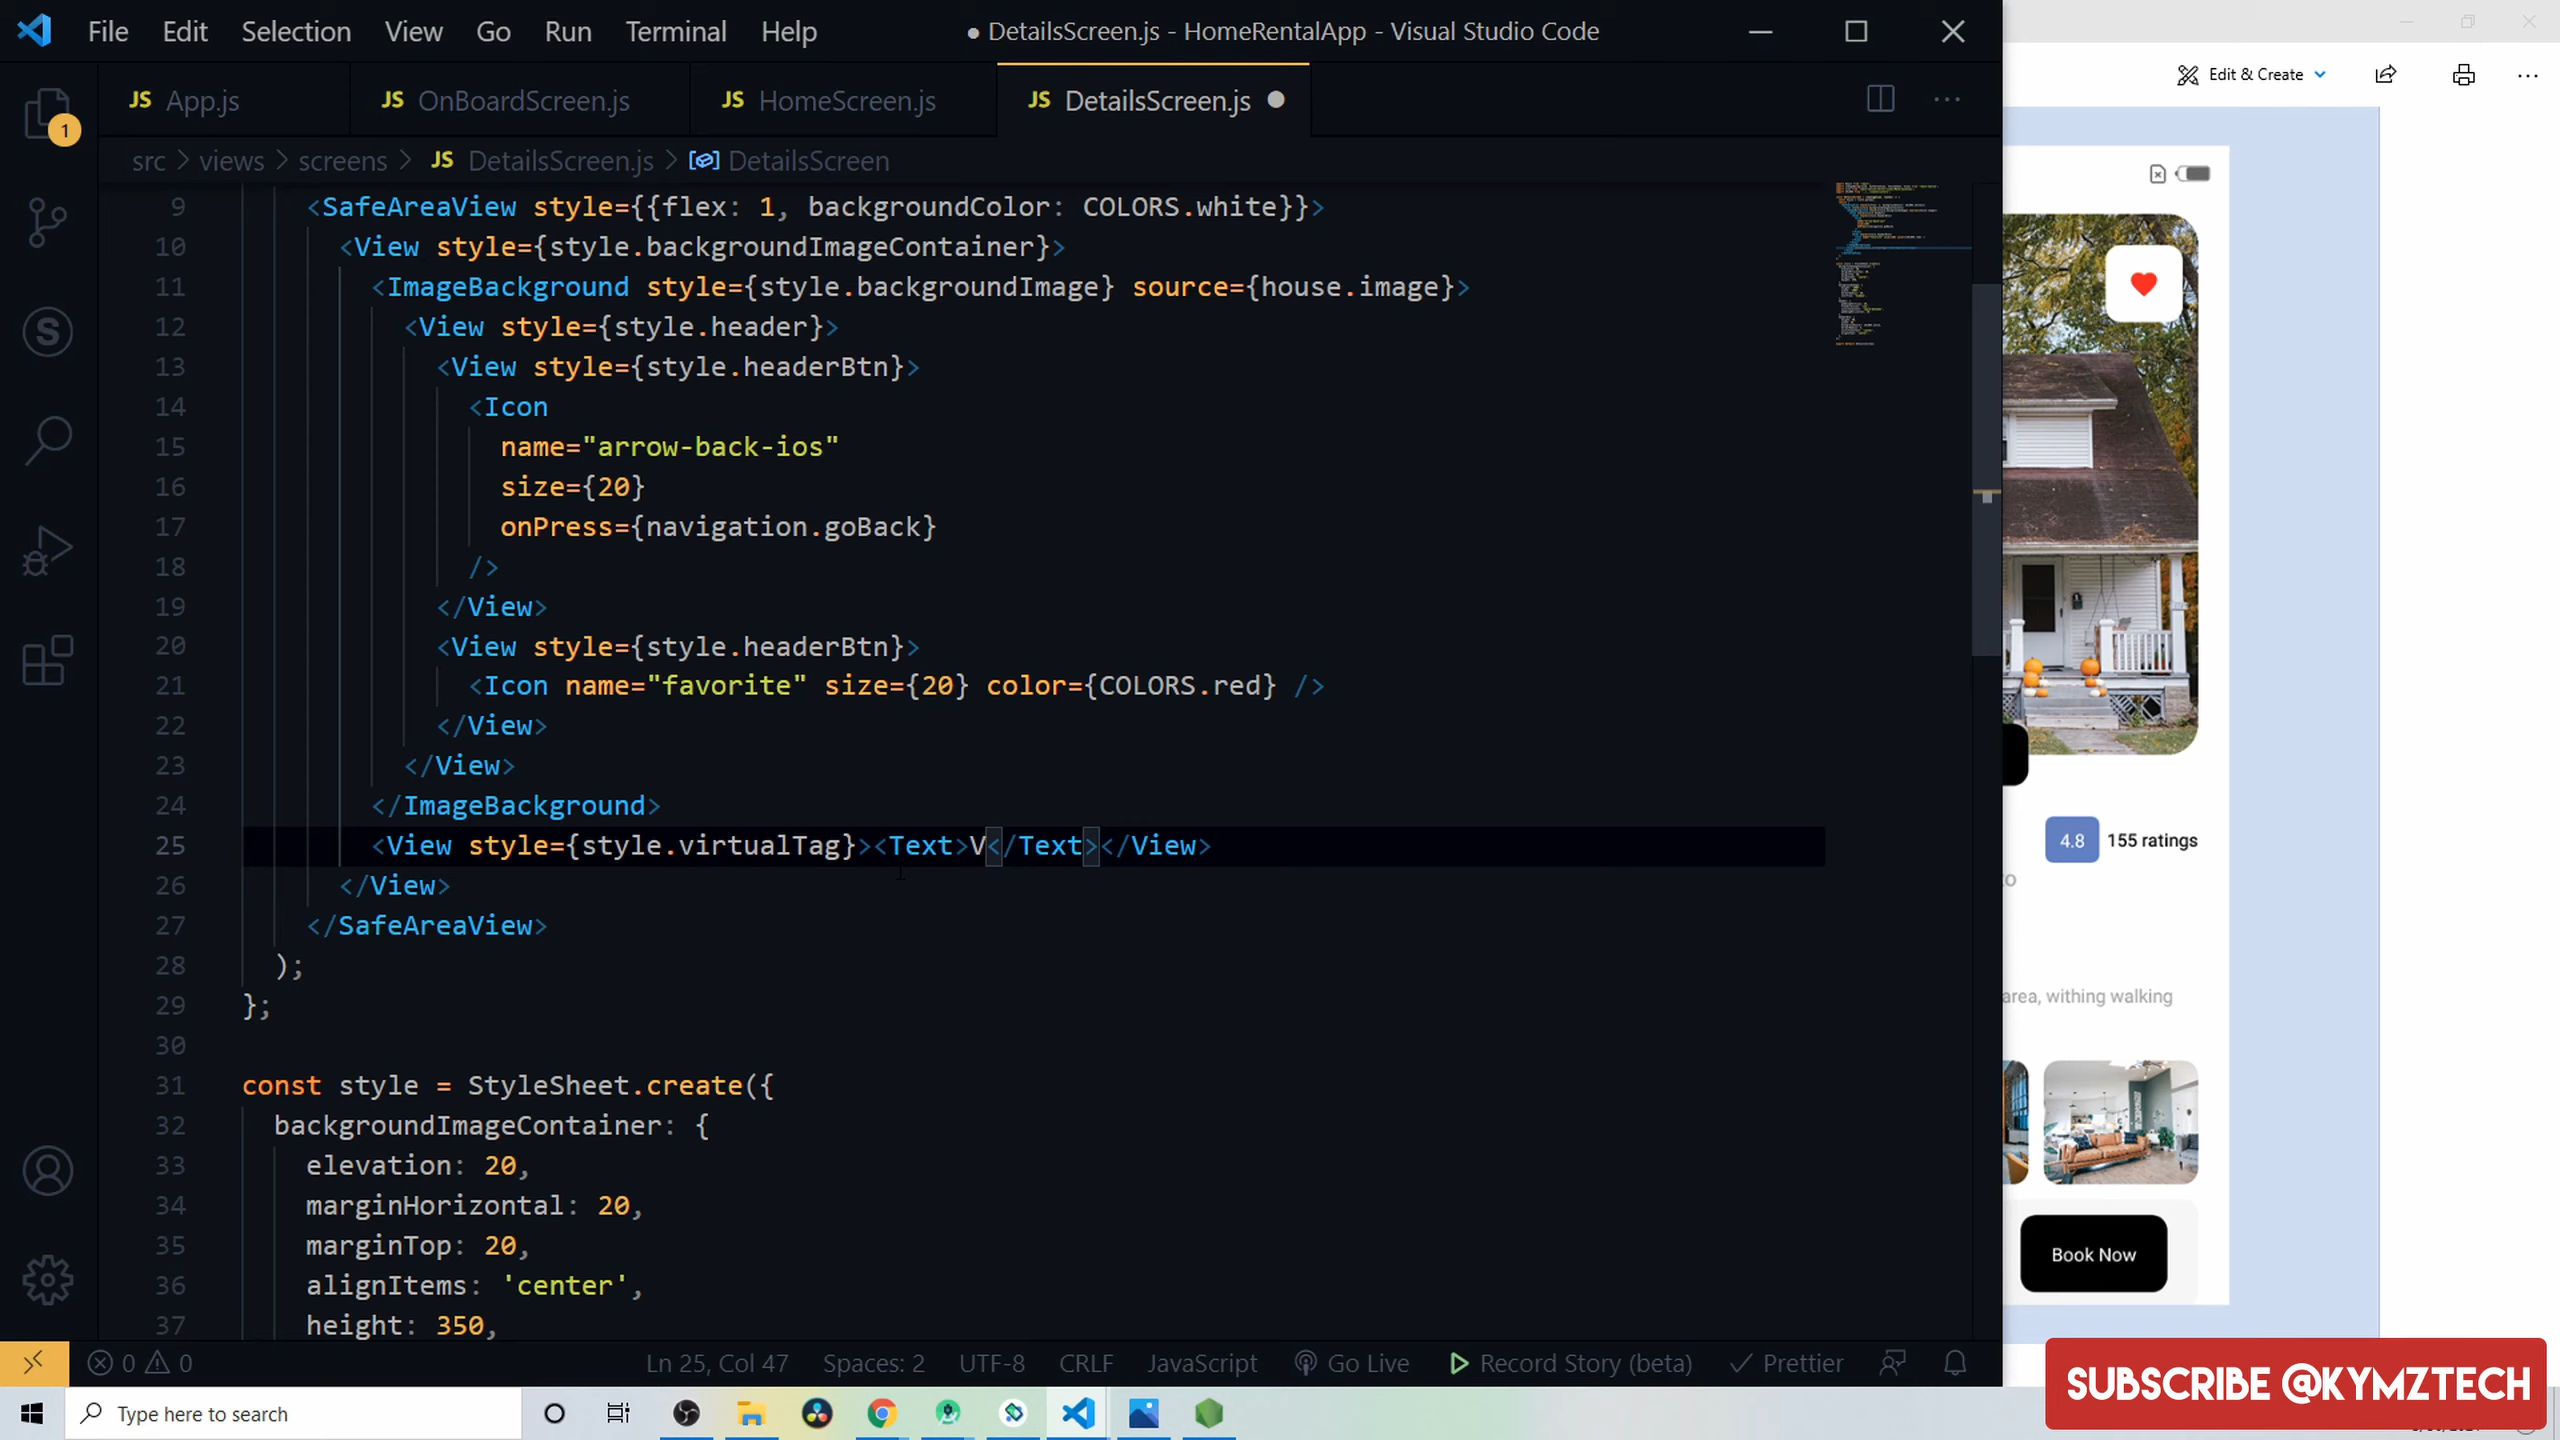 File Edit Selection View Go Run Terminal Help ● DetailsScreen.js - HomeRentalApp - Visual Studio Code
JS App.js JS OnBoardScreen.js JS HomeScreen.js JS DetailsScreen.js ●
Edit & Create
1
src > views > screens > JS DetailsScreen.js > DetailsScreen
9 <SafeAreaView style={{flex: 1, backgroundColor: COLORS.white}}>
10 <View style={style.backgroundImageContainer}>
11 <ImageBackground style={style.backgroundImage} source={house.image}>
12 <View style={style.header}>
13 <View style={style.headerBtn}>
14 <Icon
15 name="arrow-back-ios"
16 size={20}
17 onPress={navigation.goBack}
18 />
19 </View>
20 <View style={style.headerBtn}>
21 <Icon name="favorite" size={20} color={COLORS.red} />
22 </View>
23 </View>
24 </ImageBackground>
25 <View style={style.virtualTag}><Text>V</Text></View>
26 </View>
27 </SafeAreaView>
28 );
29 };
30
31 const style = StyleSheet.create({
32 backgroundImageContainer: {
33 elevation: 20,
34 marginHorizontal: 20,
35 marginTop: 20,
36 alignItems: 'center',
37 height: 350,
4.8 155 ratings
area, withing walking
Book Now
0 0 Ln 25, Col 47 Spaces: 2 UTF-8 CRLF JavaScript Go Live Record Story (beta) Prettier
SUBSCRIBE @KYMZTECH
Type here to search